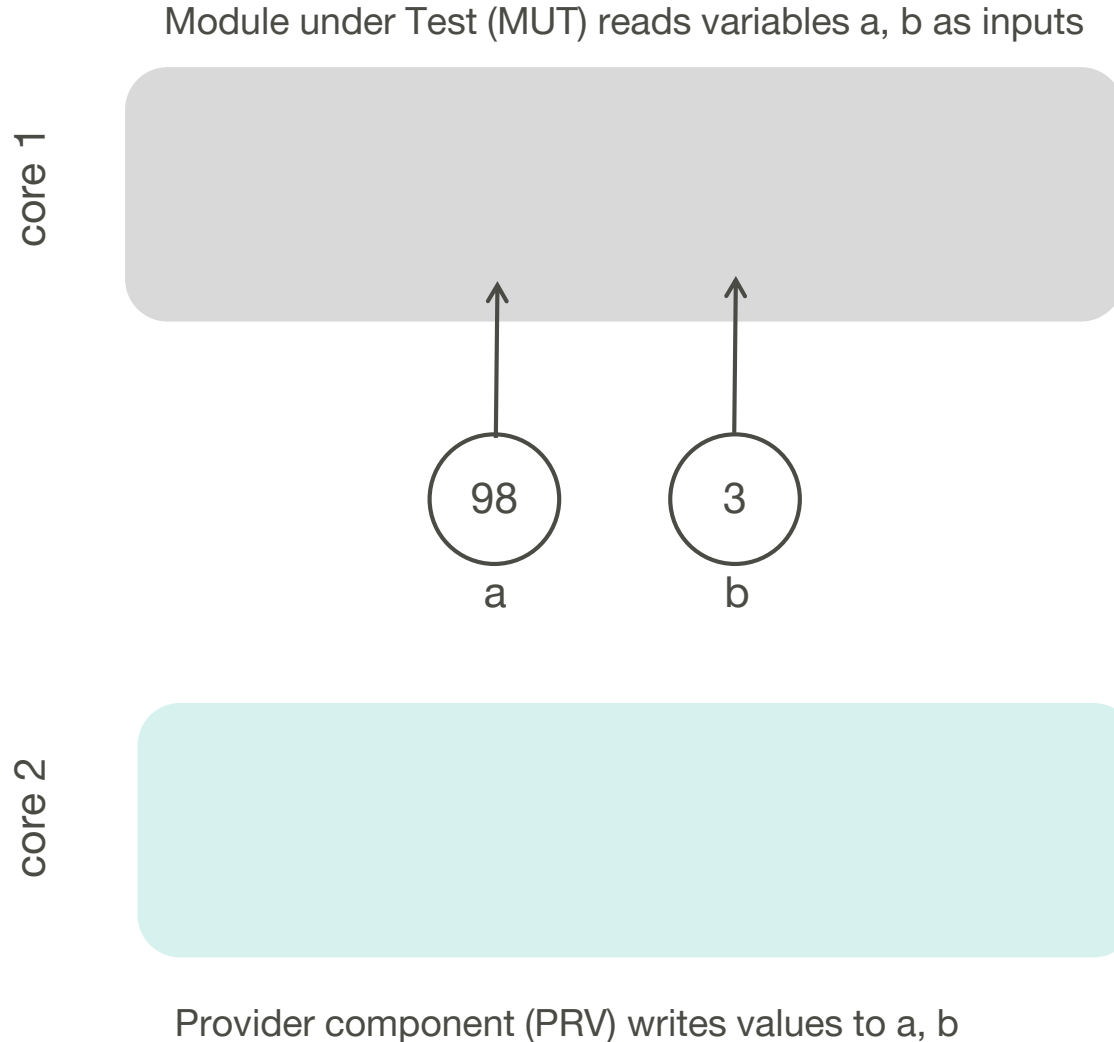 Module under Test (MUT) reads variables a, b as inputs
core 1
98
3
a
b
core 2
Provider component (PRV) writes values to a, b